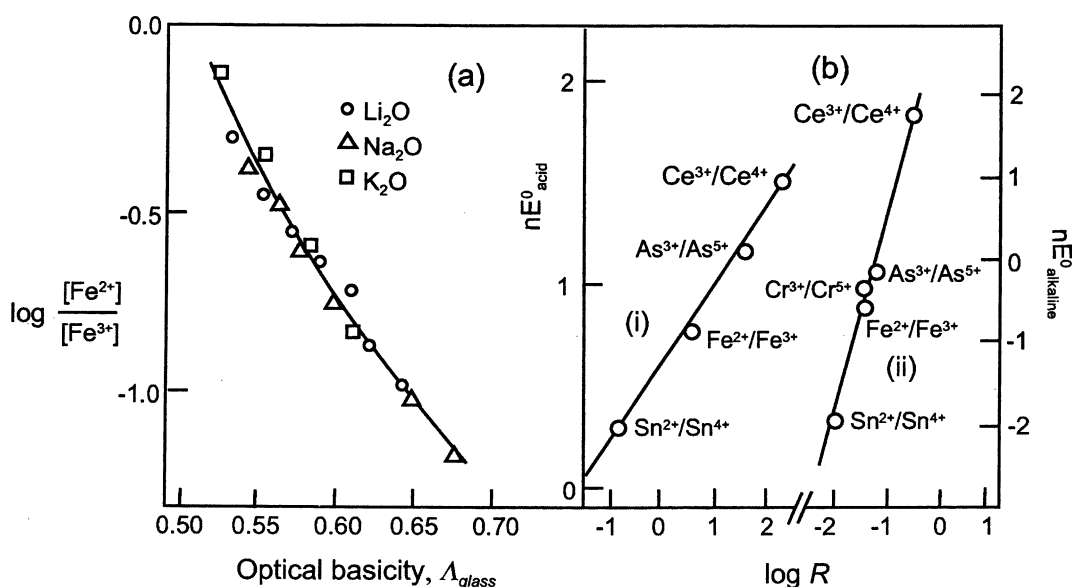 (a)
○ Li₂O
△ Na₂O
□ K₂O
log [Fe²⁺]
[Fe³⁺]
0.0
-0.5
-1.0
0.50 0.55 0.60 0.65 0.70
Optical basicity, Λglass
(b)
nE⁰acid
2
1
0
Ce³⁺/Ce⁴⁺
As³⁺/As⁵⁺
(i)
Fe²⁺/Fe³⁺
Sn²⁺/Sn⁴⁺
Ce³⁺/Ce⁴⁺
As³⁺/As⁵⁺
Cr³⁺/Cr⁵⁺
Fe²⁺/Fe³⁺
(ii)
Sn²⁺/Sn⁴⁺
2
1
0
-1
-2
nE⁰alkaline
-1 0 1 2 -2 -1 0 1
log R